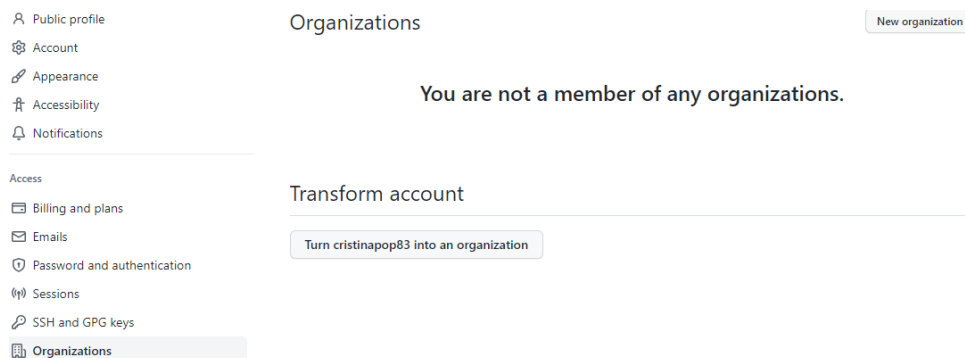 Public profile
Account
Appearance
Accessibility
Notifications
Access
Billing and plans
Emails
Password and authentication
Sessions
SSH and GPG keys
Organizations
Organizations
New organization
You are not a member of any organizations.
Transform account
Turn cristinapop83 into an organization